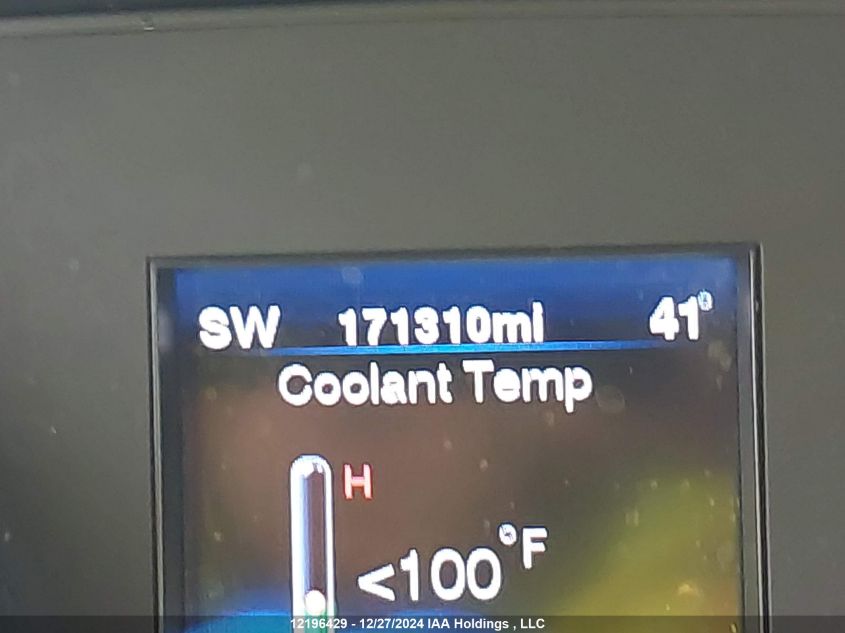 SW 171310mi 41°
Coolant Temp
H
<100°F
12196429 - 12/27/2024 IAA Holdings , LLC